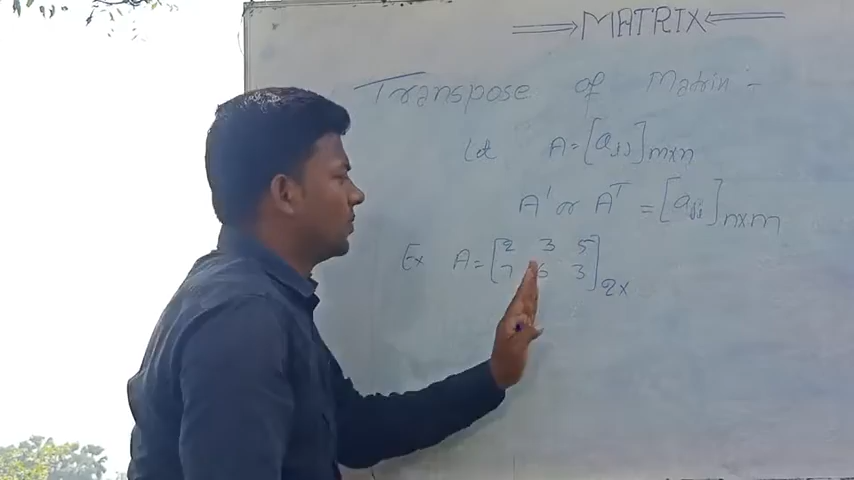 ⇒ MATRIX ⇐
Transpose of Matrix :-
Let A = [aij]m×n
A' or Aᵀ = [aji]n×m
Ex A = [2 3 5
7 6 3]2×